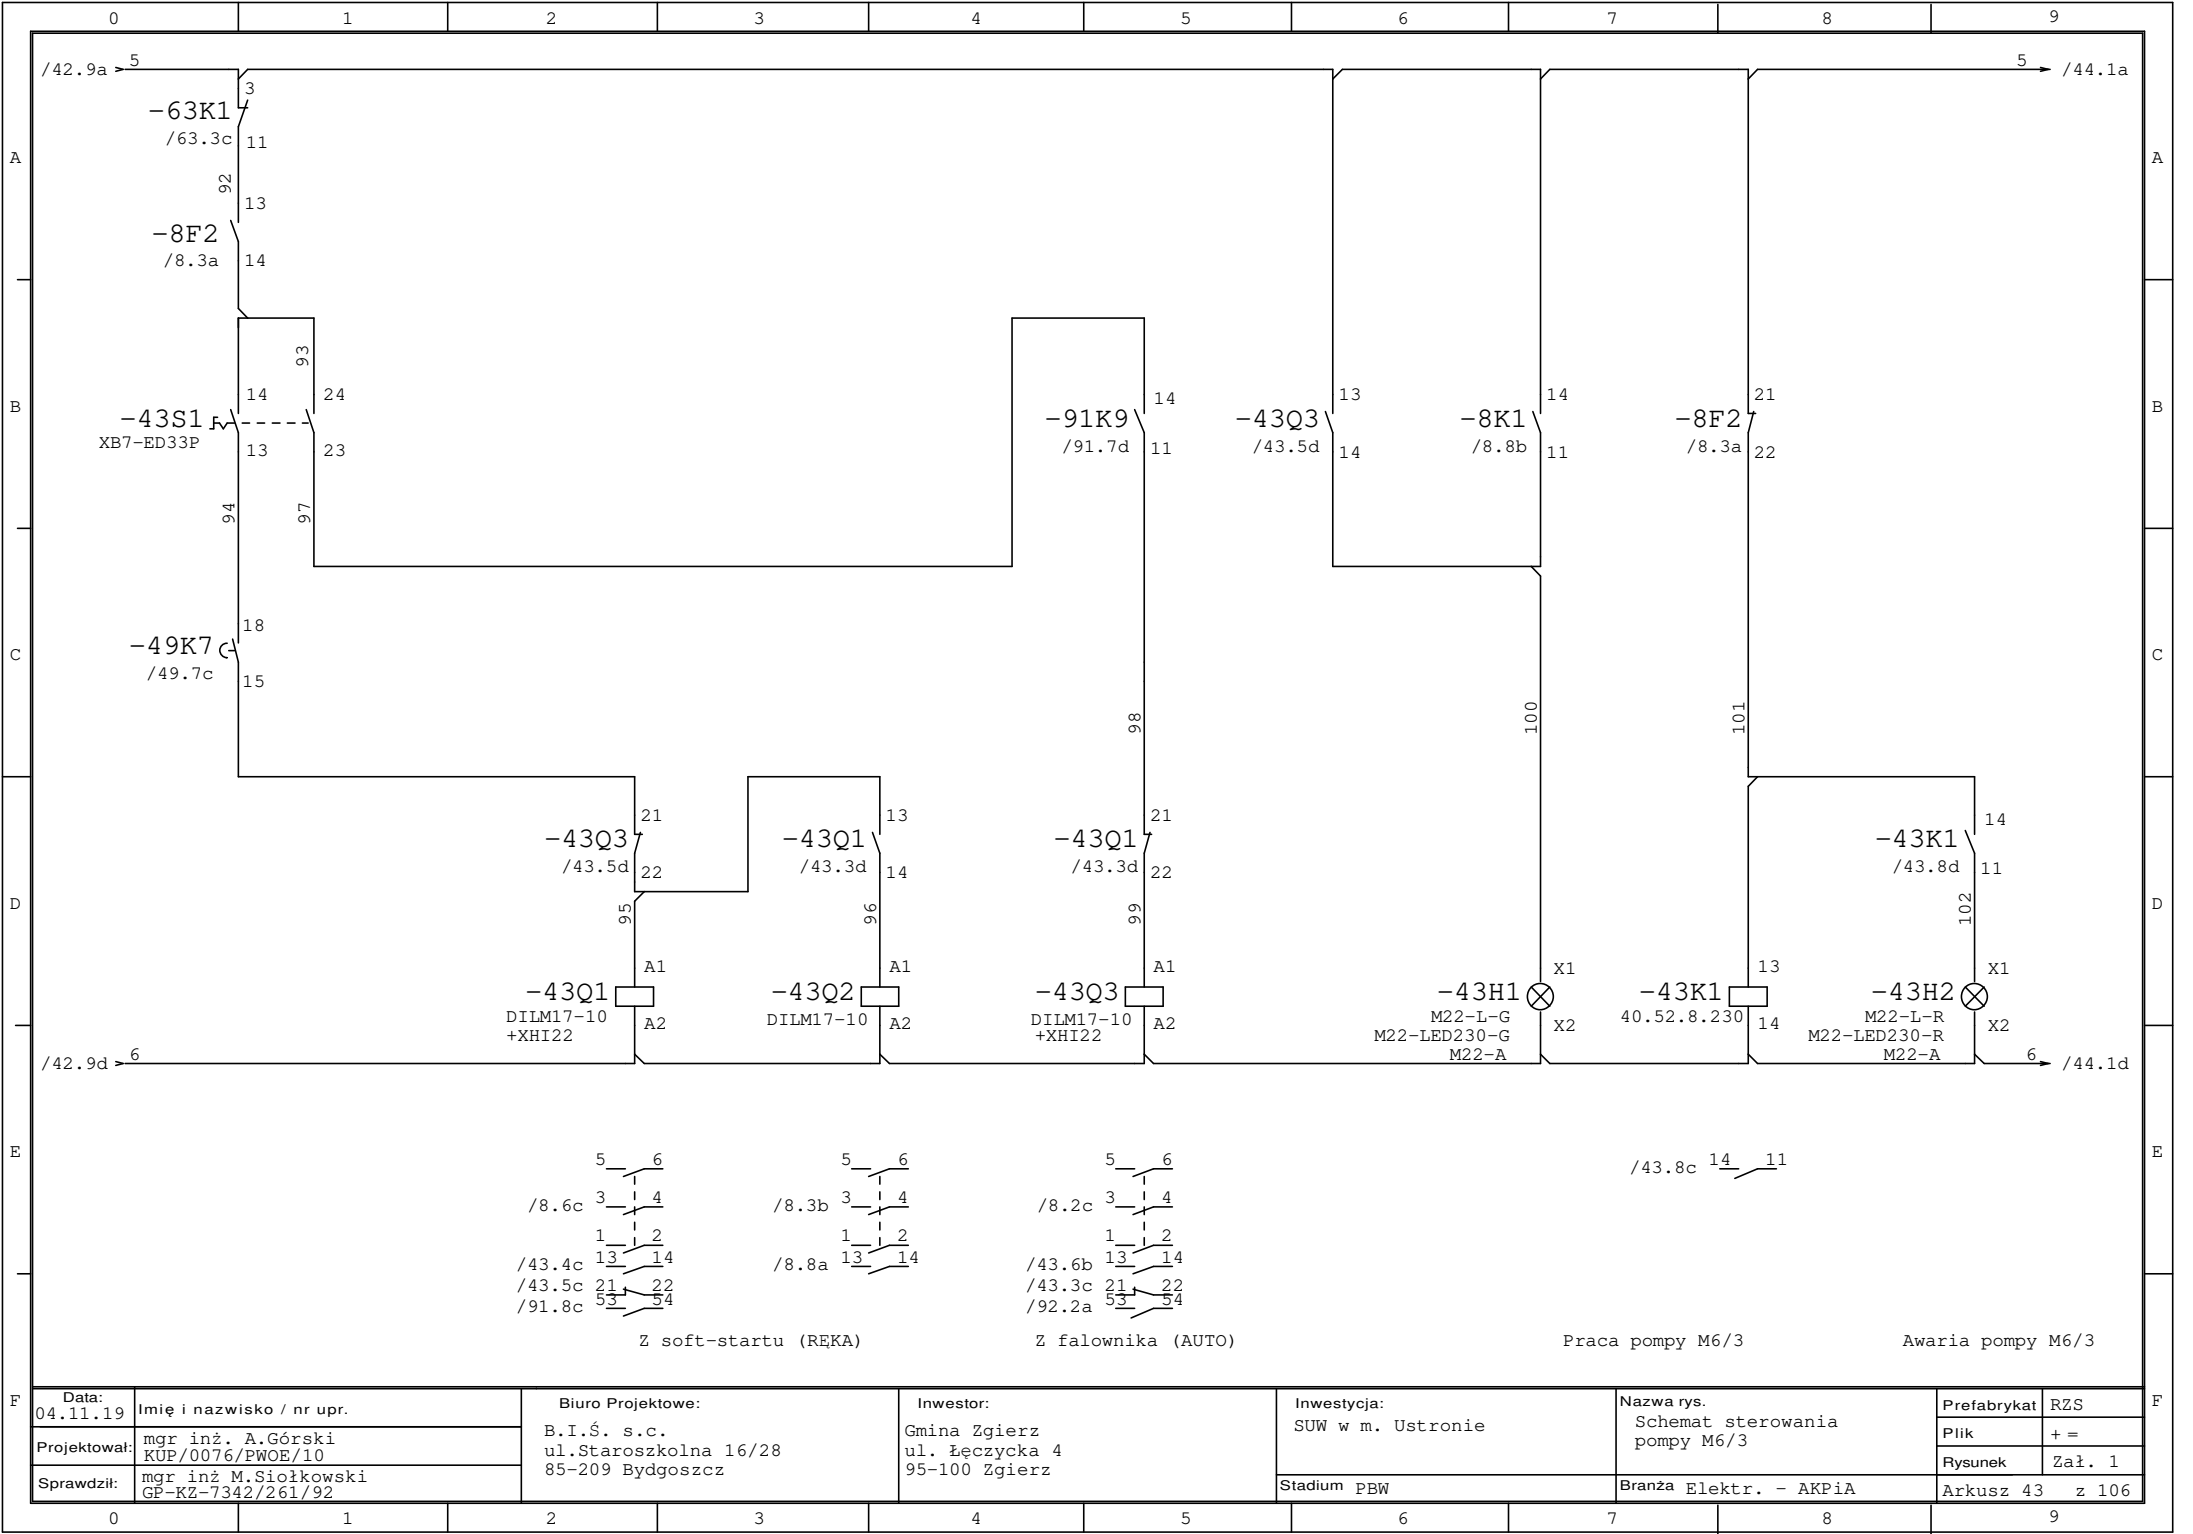 0 1 2 3 4 5 6 7 8 9
/42.9a 5
5 /44.1a
3
-63K1
/63.3c 11
A A
92
13
-8F2
/8.3a 14
93
14 24 14 13 14 21
B B
-43S1 -91K9 -43Q3 -8K1 -8F2
XB7-ED33P /91.7d /43.5d /8.8b /8.3a
13 23 11 14 11 22
94 97
18
-49K7
/49.7c
15
C C
98 100 101
21 13 21 14
-43Q3 -43Q1 -43Q1 -43K1
/43.5d /43.3d /43.3d /43.8d
22 14 22 11
D D
95 96 99 102
A1 A1 A1 X1 13 X1
-43Q1 -43Q2 -43Q3 -43H1 -43K1 -43H2
DILM17-10 DILM17-10 DILM17-10 M22-L-G 40.52.8.230 M22-L-R
A2 A2 A2 X2 14 X2
+XHI22 +XHI22 M22-LED230-G M22-LED230-R
M22-A M22-A
/42.9d 6
6 /44.1d
E E
5 6 5 6 5 6 /43.8c 14 11
/8.6c 3 4 /8.3b 3 4 /8.2c 3 4
1 2 1 2 1 2
/43.4c 13 14 /8.8a 13 14 /43.6b 13 14
/43.5c 21 22 /43.3c 21 22
/91.8c 53 54 /92.2a 53 54
Z soft-startu (RĘKA) Z falownika (AUTO) Praca pompy M6/3 Awaria pompy M6/3
F F
Data:
04.11.19
Imię i nazwisko / nr upr.
Projektował:
mgr inż. A.Górski
KUP/0076/PWOE/10
Sprawdził:
mgr inż M.Siołkowski
GP-KZ-7342/261/92
Biuro Projektowe:
B.I.Ś. s.c.
ul.Staroszkolna 16/28
85-209 Bydgoszcz
Inwestor:
Gmina Zgierz
ul. Łęczycka 4
95-100 Zgierz
Inwestycja:
SUW w m. Ustronie
Stadium PBW
Nazwa rys.
Schemat sterowania
pompy M6/3
Branża Elektr. - AKPiA
Prefabrykat RZS
Plik + =
Rysunek Zał. 1
Arkusz 43 z 106
0 1 2 3 4 5 6 7 8 9